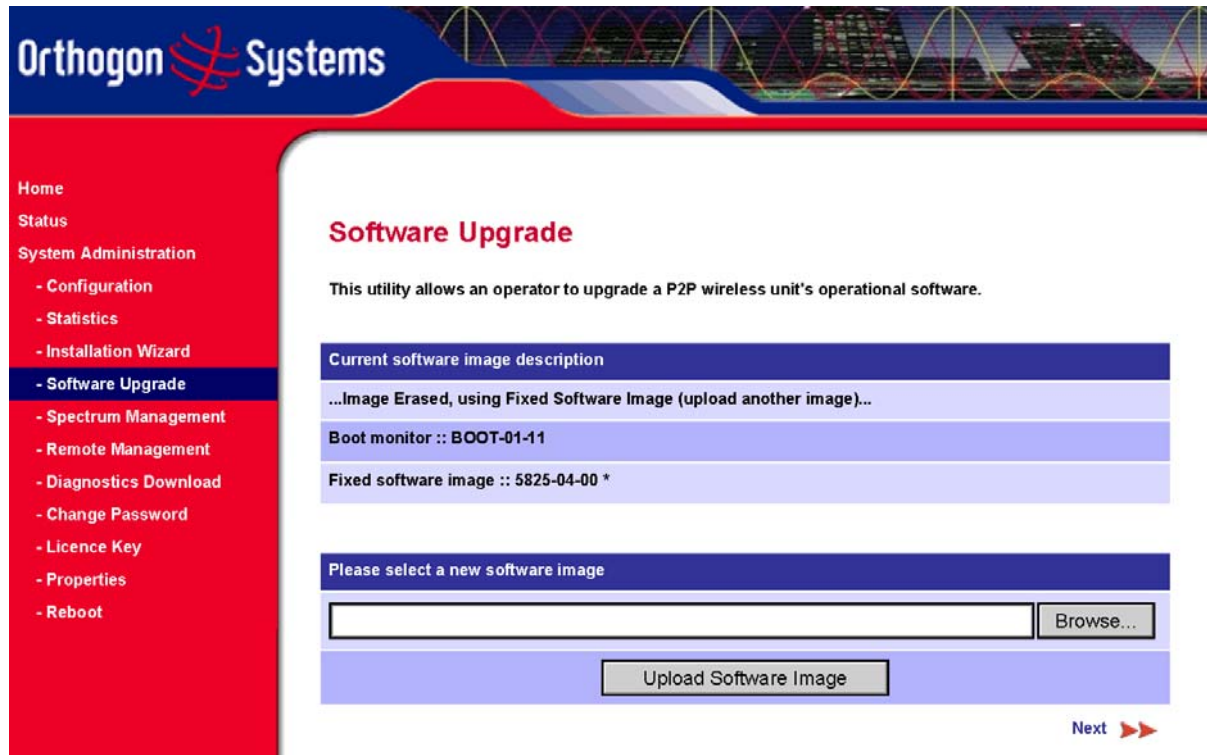 Orthogon Systems
Home
Status
System Administration
- Configuration
- Statistics
- Installation Wizard
- Software Upgrade
- Spectrum Management
- Remote Management
- Diagnostics Download
- Change Password
- Licence Key
- Properties
- Reboot
Software Upgrade
This utility allows an operator to upgrade a P2P wireless unit's operational software.
Current software image description
...Image Erased, using Fixed Software Image (upload another image)...
Boot monitor :: BOOT-01-11
Fixed software image :: 5825-04-00 *
Please select a new software image
Browse...
Upload Software Image
Next